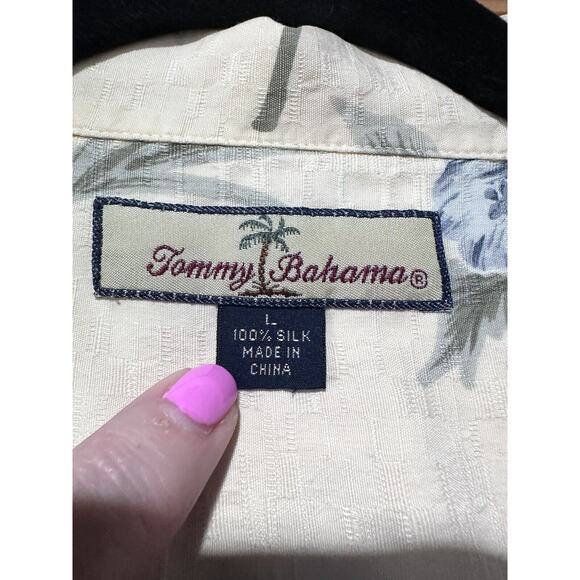 Tommy Bahama®
L
100% SILK
MADE IN
CHINA